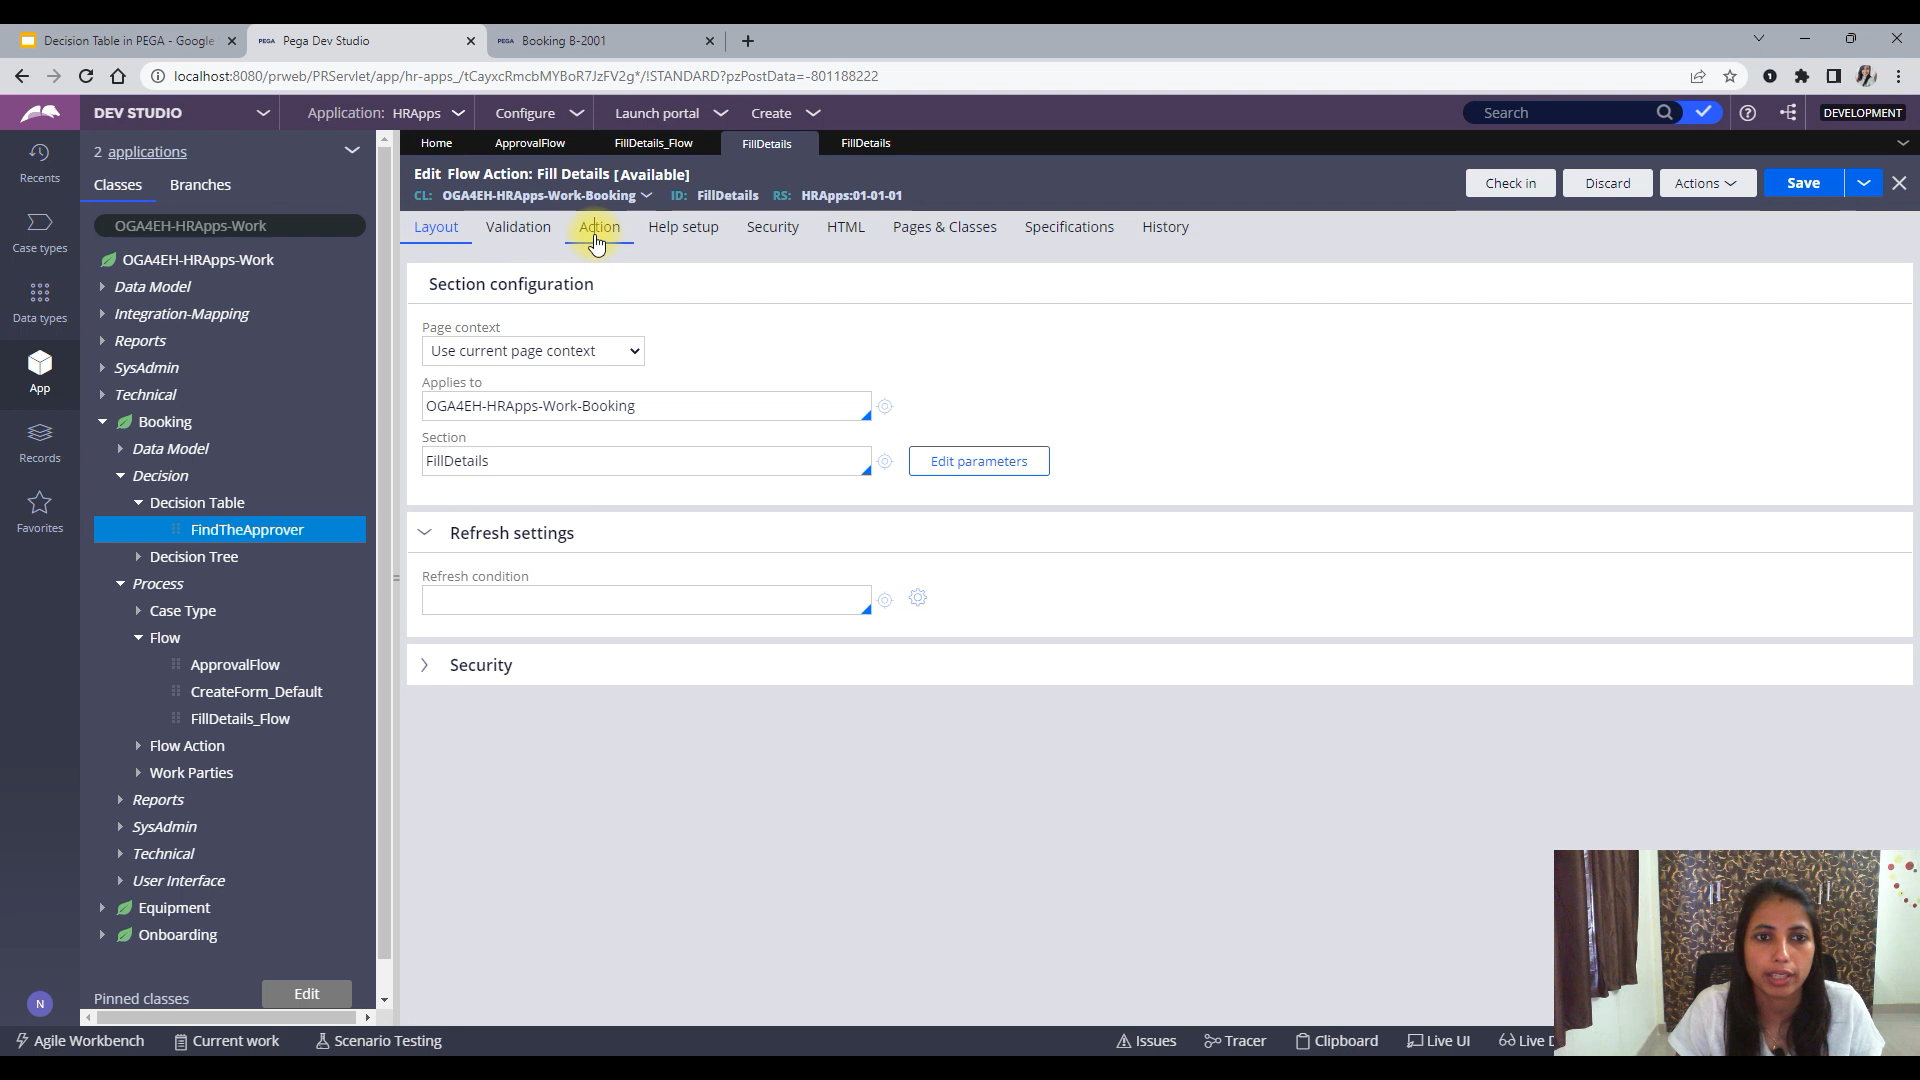 Decision Table in PEGA - Google
PEGA Pega Dev Studio
PEGA Booking B-2001
localhost:8080/prweb/PRServlet/app/hr-apps_/tCayxcRmcbMYBoR7JzFV2g*/!STANDARD?pzPostData=-801188222
DEV STUDIO
Application: HRApps
Configure
Launch portal
Create
Search
DEVELOPMENT
Recents
Case types
Data types
App
Records
Favorites
N
2 applications
Classes
Branches
OGA4EH-HRApps-Work
OGA4EH-HRApps-Work
Data Model
Integration-Mapping
Reports
SysAdmin
Technical
Booking
Data Model
Decision
Decision Table
FindTheApprover
Decision Tree
Process
Case Type
Flow
ApprovalFlow
CreateForm_Default
FillDetails_Flow
Flow Action
Work Parties
Reports
SysAdmin
Technical
User Interface
Equipment
Onboarding
Pinned classes
Edit
Home
ApprovalFlow
FillDetails_Flow
FillDetails
FillDetails
Edit Flow Action: Fill Details [Available]
CL: OGA4EH-HRApps-Work-Booking ID: FillDetails RS: HRApps:01-01-01
Check in
Discard
Actions
Save
Layout
Validation
Action
Help setup
Security
HTML
Pages & Classes
Specifications
History
Section configuration
Page context
Use current page context
Applies to
OGA4EH-HRApps-Work-Booking
Section
FillDetails
Edit parameters
Refresh settings
Refresh condition
Security
Agile Workbench
Current work
Scenario Testing
Issues
Tracer
Clipboard
Live UI
Live